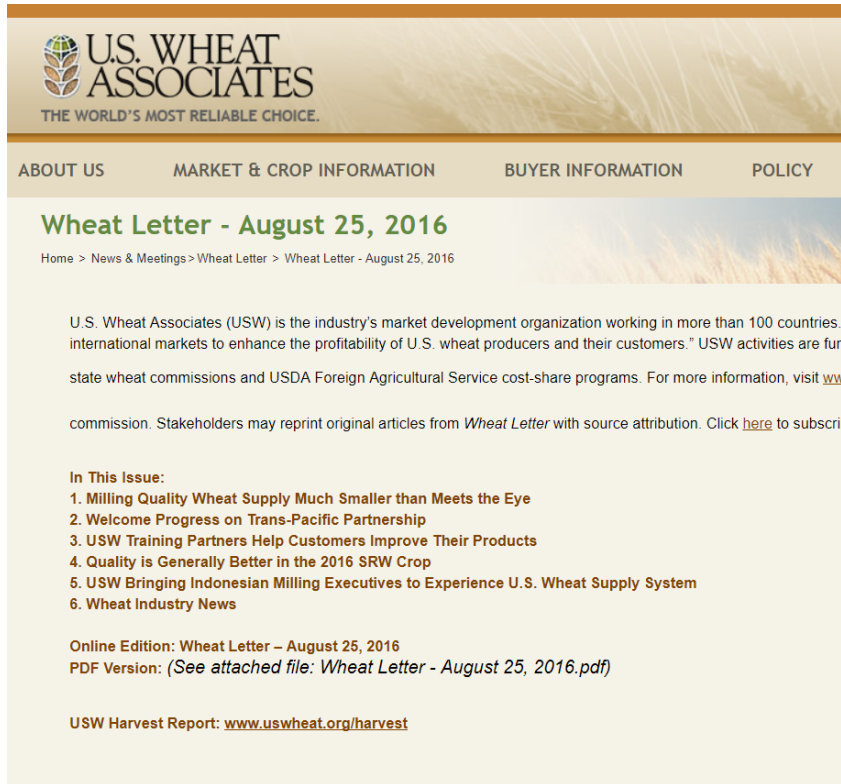 U.S. WHEAT
ASSOCIATES
THE WORLD'S MOST RELIABLE CHOICE.
ABOUT US MARKET & CROP INFORMATION BUYER INFORMATION POLICY
Wheat Letter - August 25, 2016
Home > News & Meetings > Wheat Letter > Wheat Letter - August 25, 2016
U.S. Wheat Associates (USW) is the industry's market development organization working in more than 100 countries.
international markets to enhance the profitability of U.S. wheat producers and their customers.” USW activities are fu
state wheat commissions and USDA Foreign Agricultural Service cost-share programs. For more information, visit ww
commission. Stakeholders may reprint original articles from Wheat Letter with source attribution. Click here to subscri
In This Issue:
1. Milling Quality Wheat Supply Much Smaller than Meets the Eye
2. Welcome Progress on Trans-Pacific Partnership
3. USW Training Partners Help Customers Improve Their Products
4. Quality is Generally Better in the 2016 SRW Crop
5. USW Bringing Indonesian Milling Executives to Experience U.S. Wheat Supply System
6. Wheat Industry News
Online Edition: Wheat Letter – August 25, 2016
PDF Version: (See attached file: Wheat Letter - August 25, 2016.pdf)
USW Harvest Report: www.uswheat.org/harvest